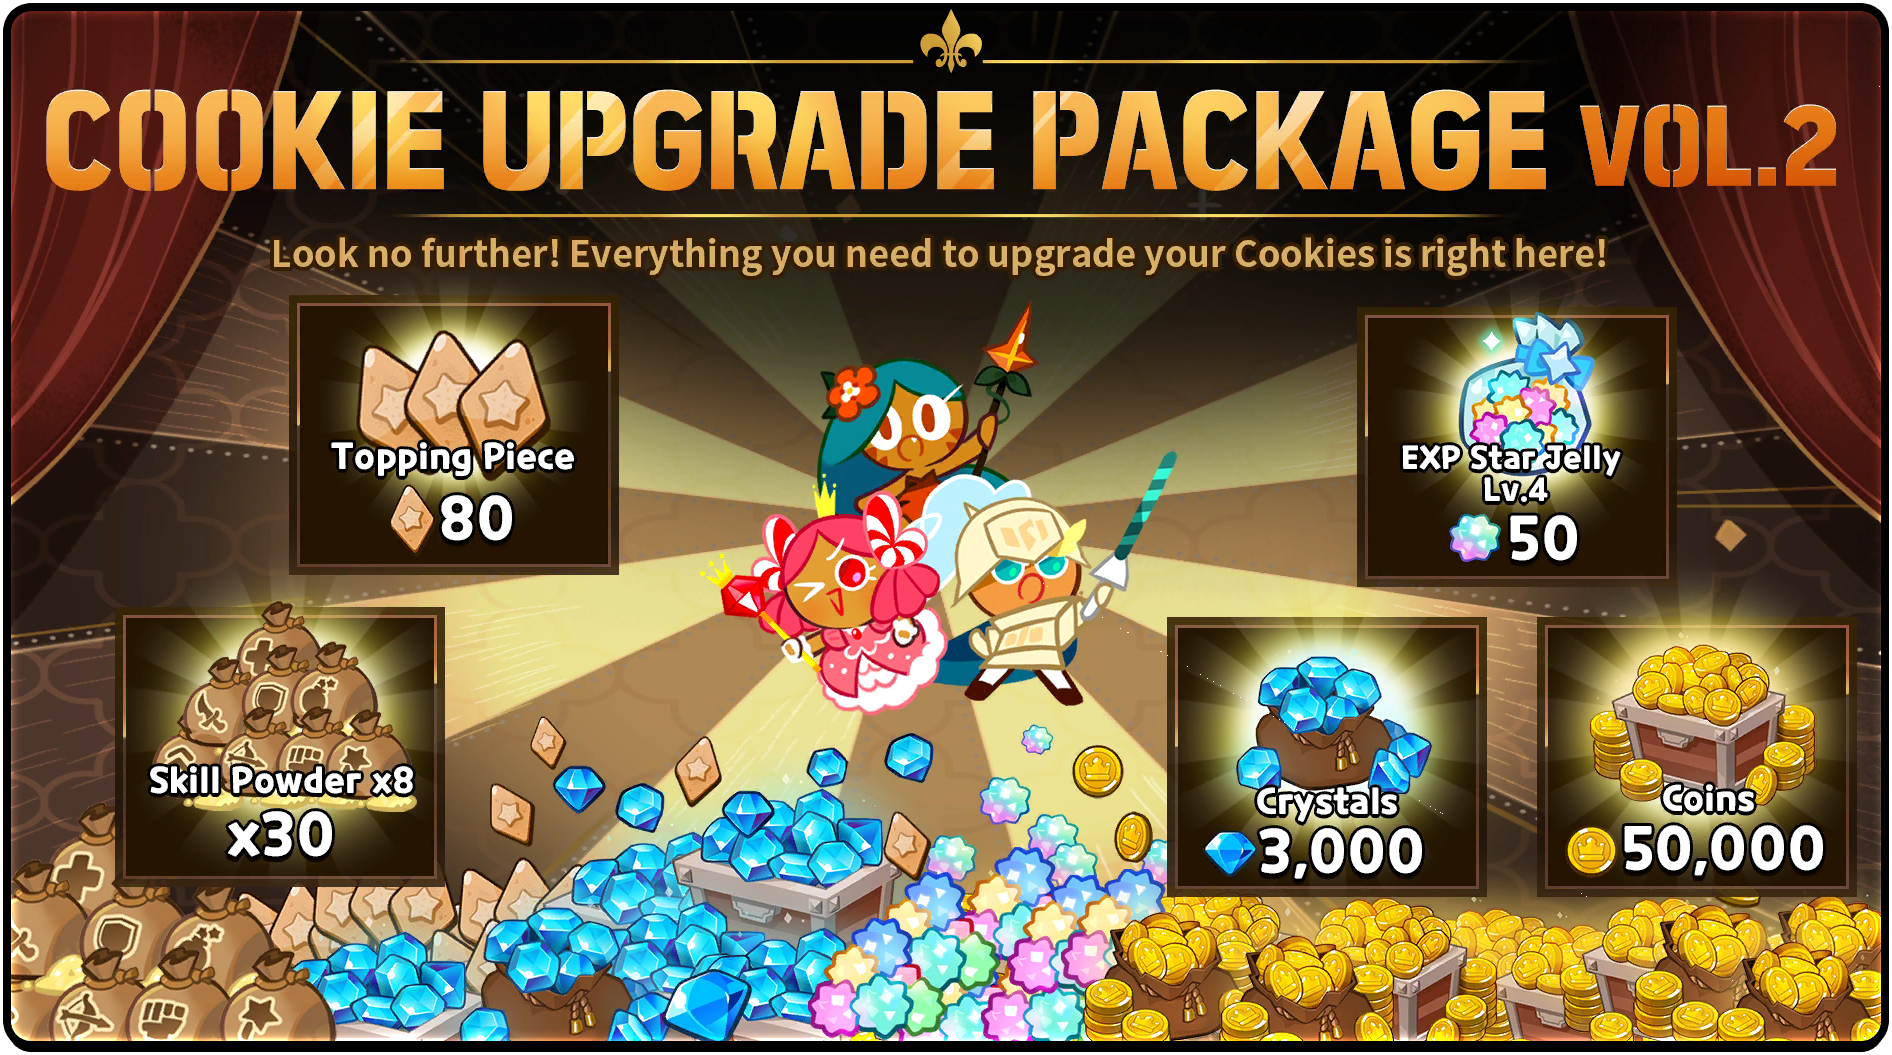 COOKIE UPGRADE PACKAGE VOL.2
Look no further! Everything you need to upgrade your Cookies is right here!
Topping Piece
80
EXP Star Jelly
Lv.4
50
Skill Powder x8
x30
Crystals
3,000
Coins
50,000